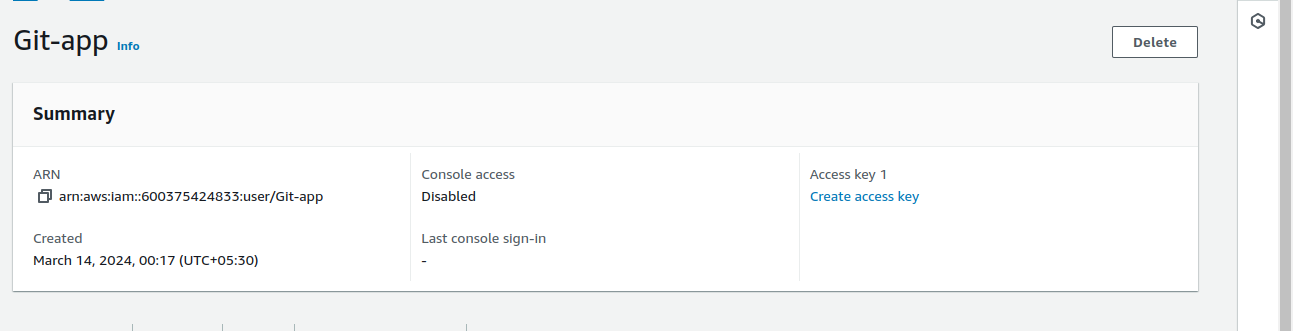 Git-app Info
Delete
Summary
ARN
arn:aws:iam::600375424833:user/Git-app
Created
March 14, 2024, 00:17 (UTC+05:30)
Console access
Disabled
Last console sign-in
-
Access key 1
Create access key